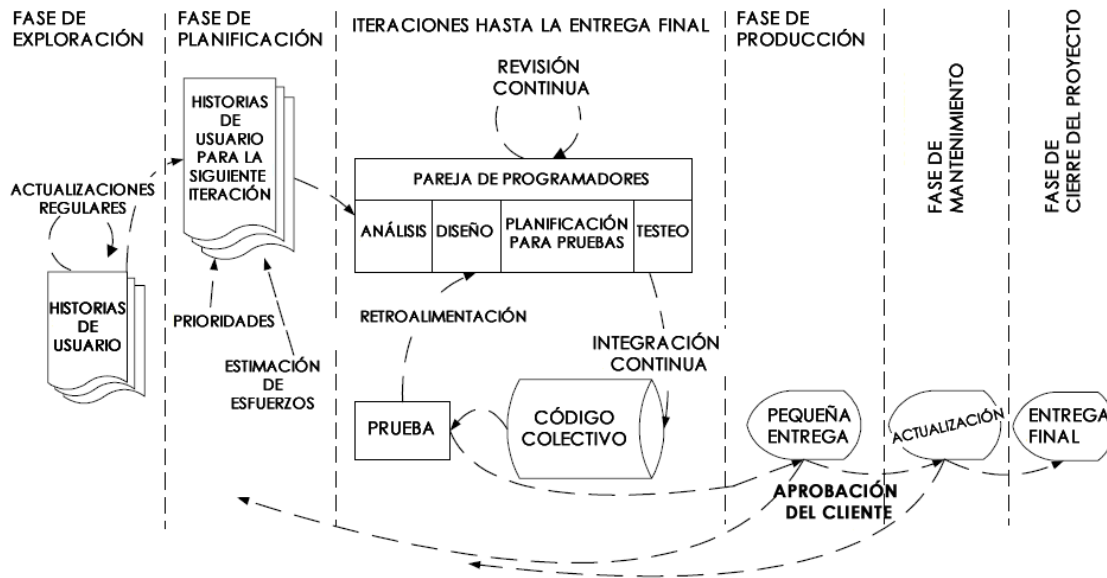 FASE DE
EXPLORACIÓN
FASE DE
PLANIFICACIÓN
ITERACIONES HASTA LA ENTREGA FINAL
FASE DE
PRODUCCIÓN
FASE DE
MANTENIMIENTO
FASE DE
CIERRE DEL PROYECTO
REVISIÓN
CONTINUA
HISTORIAS
DE
USUARIO
PARA LA
SIGUIENTE
ITERACIÓN
ACTUALIZACIONES
REGULARES
HISTORIAS
DE
USUARIO
PRIORIDADES
ESTIMACIÓN
DE
ESFUERZOS
PAREJA DE PROGRAMADORES
ANÁLISIS
DISEÑO
PLANIFICACIÓN
PARA PRUEBAS
TESTEO
RETROALIMENTACIÓN
INTEGRACIÓN
CONTINUA
PRUEBA
CÓDIGO
COLECTIVO
PEQUEÑA
ENTREGA
ACTUALIZACIÓN
ENTREGA
FINAL
APROBACIÓN
DEL CLIENTE